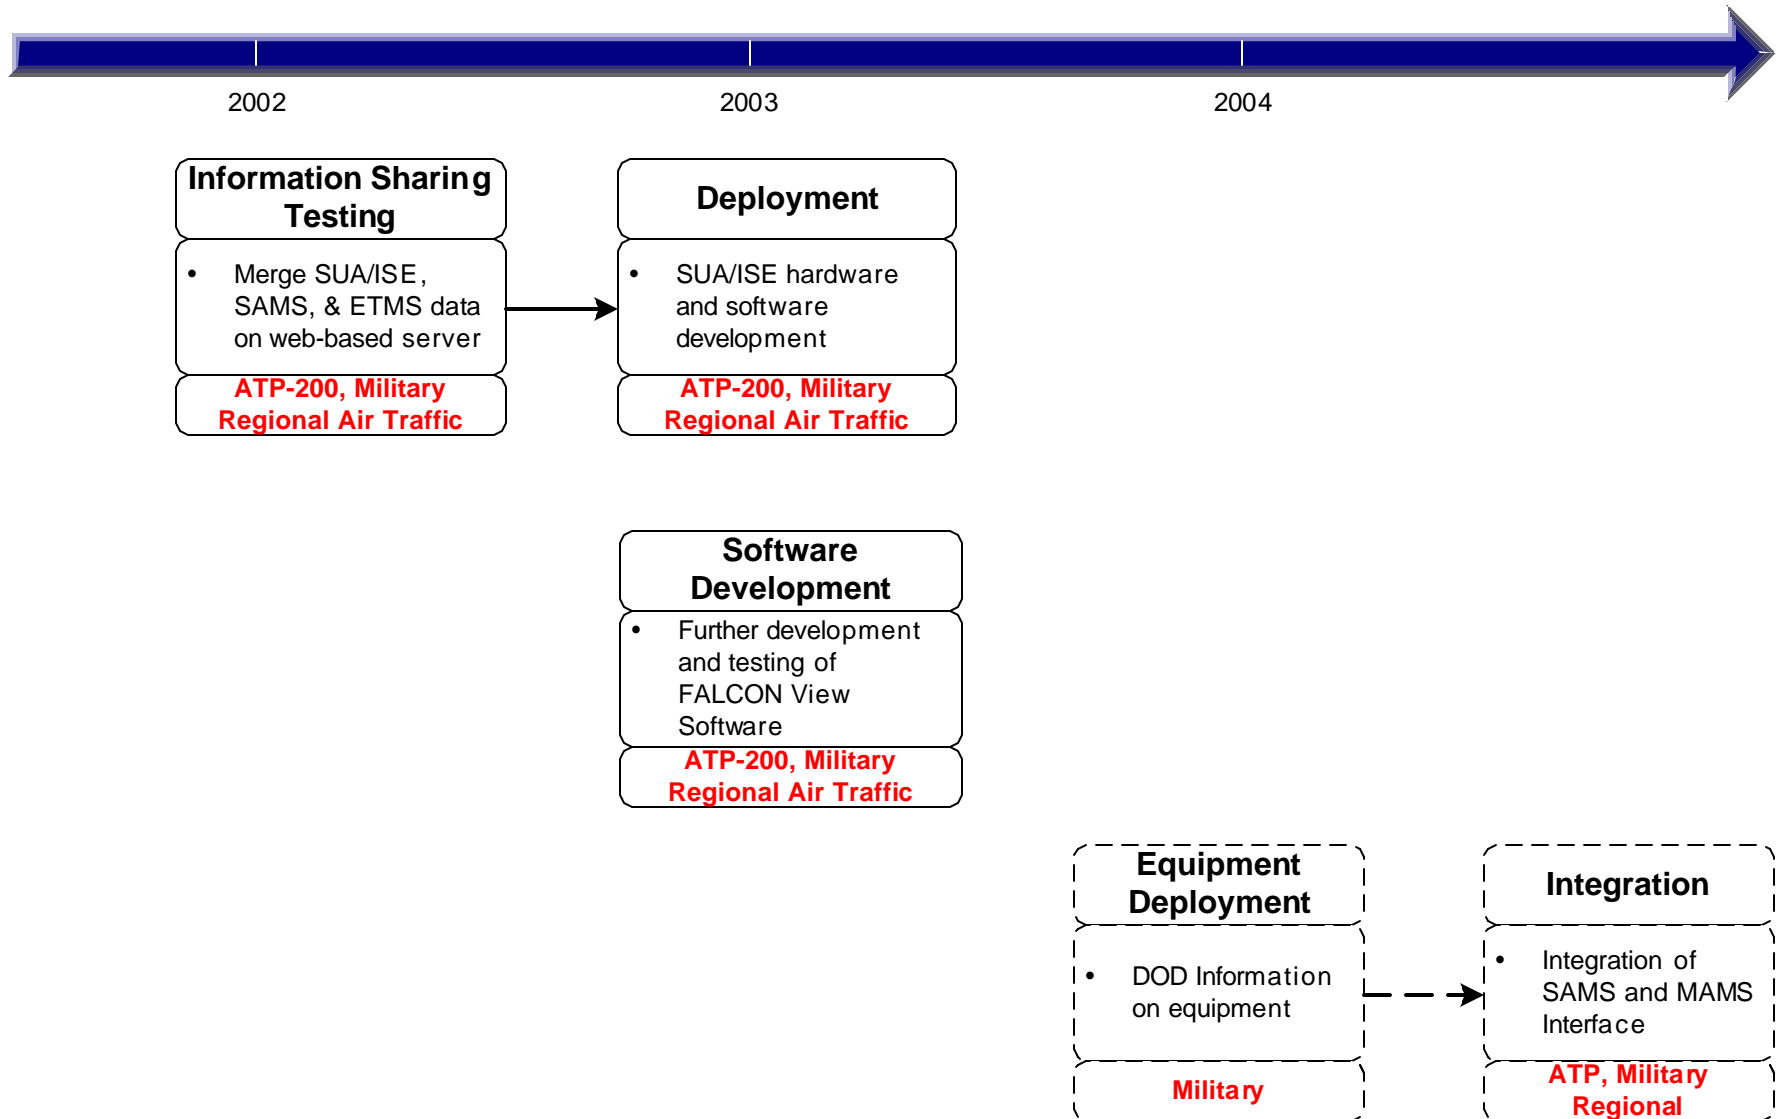 2002
2003
2004
Information Sharing
Testing
• Merge SUA/ISE,
SAMS, & ETMS data
on web-based server
ATP-200, Military
Regional Air Traffic
Deployment
• SUA/ISE hardware
and software
development
ATP-200, Military
Regional Air Traffic
Software
Development
• Further development
and testing of
FALCON View
Software
ATP-200, Military
Regional Air Traffic
Equipment
Deployment
• DOD Information
on equipment
Military
Integration
• Integration of
SAMS and MAMS
Interface
ATP, Military
Regional